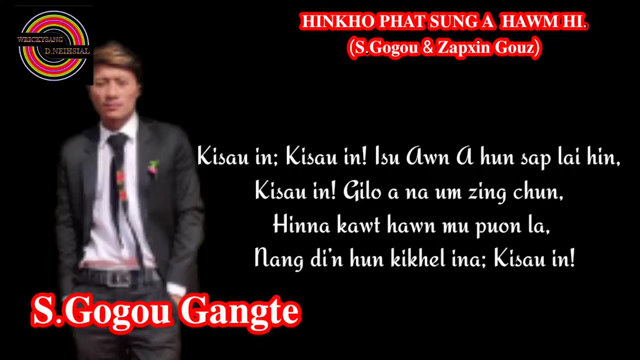 WRICKYSANG
D.NEIHSIAL
HINKHO PHAT SUNG A HAWM HI.
(S.Gogou & Zapxin Gouz)
Kisau in; Kisau in! Isu Awn A hun sap lai hin,
Kisau in! Gilo a na um zing chun,
Hinna kawt hawn mu puon la,
Nang di'n hun kikhel ina; Kisau in!
S.Gogou Gangte